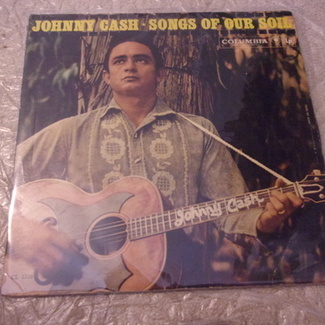 JOHNNY CASH · SONGS OF OUR SOIL
COLUMBIA
Johnny Cash